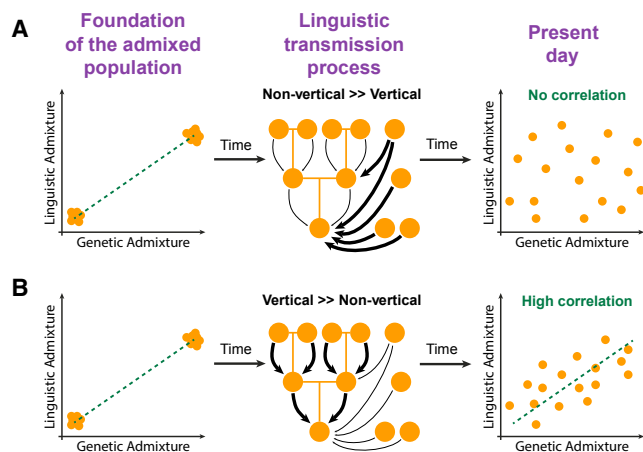 Foundation
of the admixed
population
Linguistic
transmission
process
Present
day
A
Linguistic Admixture
Genetic Admixture
Time
Non-vertical >> Vertical
Time
No correlation
Linguistic Admixture
Genetic Admixture
B
Linguistic Admixture
Genetic Admixture
Time
Vertical >> Non-vertical
Time
High correlation
Linguistic Admixture
Genetic Admixture